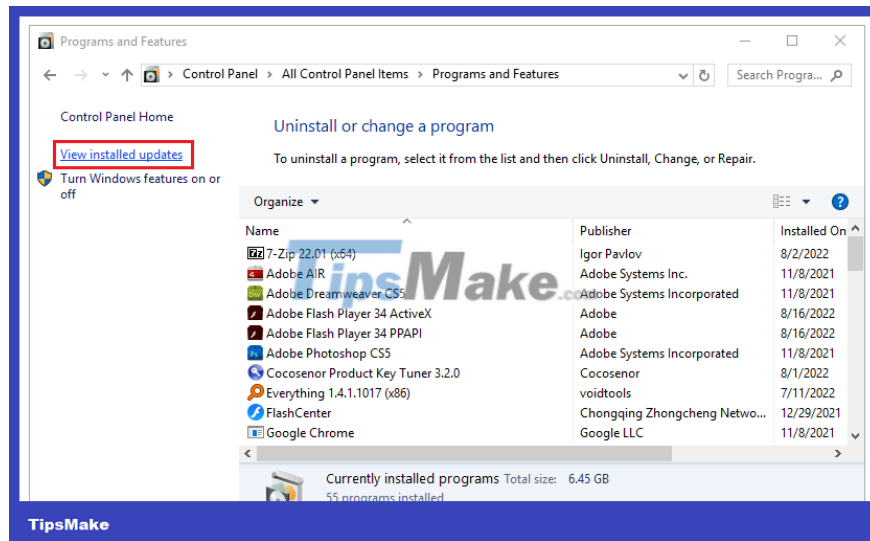 Programs and Features
Control Panel > All Control Panel Items > Programs and Features
Search Progra...
Control Panel Home
View installed updates
Turn Windows features on or
off
Uninstall or change a program
To uninstall a program, select it from the list and then click Uninstall, Change, or Repair.
Organize
Name Publisher Installed On
7-Zip 22.01 (x64) Igor Pavlov 8/2/2022
Adobe AIR Adobe Systems Inc. 11/8/2021
Adobe Dreamweaver CS5 Adobe Systems Incorporated 11/8/2021
Adobe Flash Player 34 ActiveX Adobe 8/16/2022
Adobe Flash Player 34 PPAPI Adobe 8/16/2022
Adobe Photoshop CS5 Adobe Systems Incorporated 11/8/2021
Cocosenor Product Key Tuner 3.2.0 Cocosenor 8/1/2022
Everything 1.4.1.1017 (x86) voidtools 7/11/2022
FlashCenter Chongqing Zhongcheng Netwo... 12/29/2021
Google Chrome Google LLC 11/8/2021
TipsMake.com
Currently installed programs Total size: 6.45 GB
55 programs installed
TipsMake